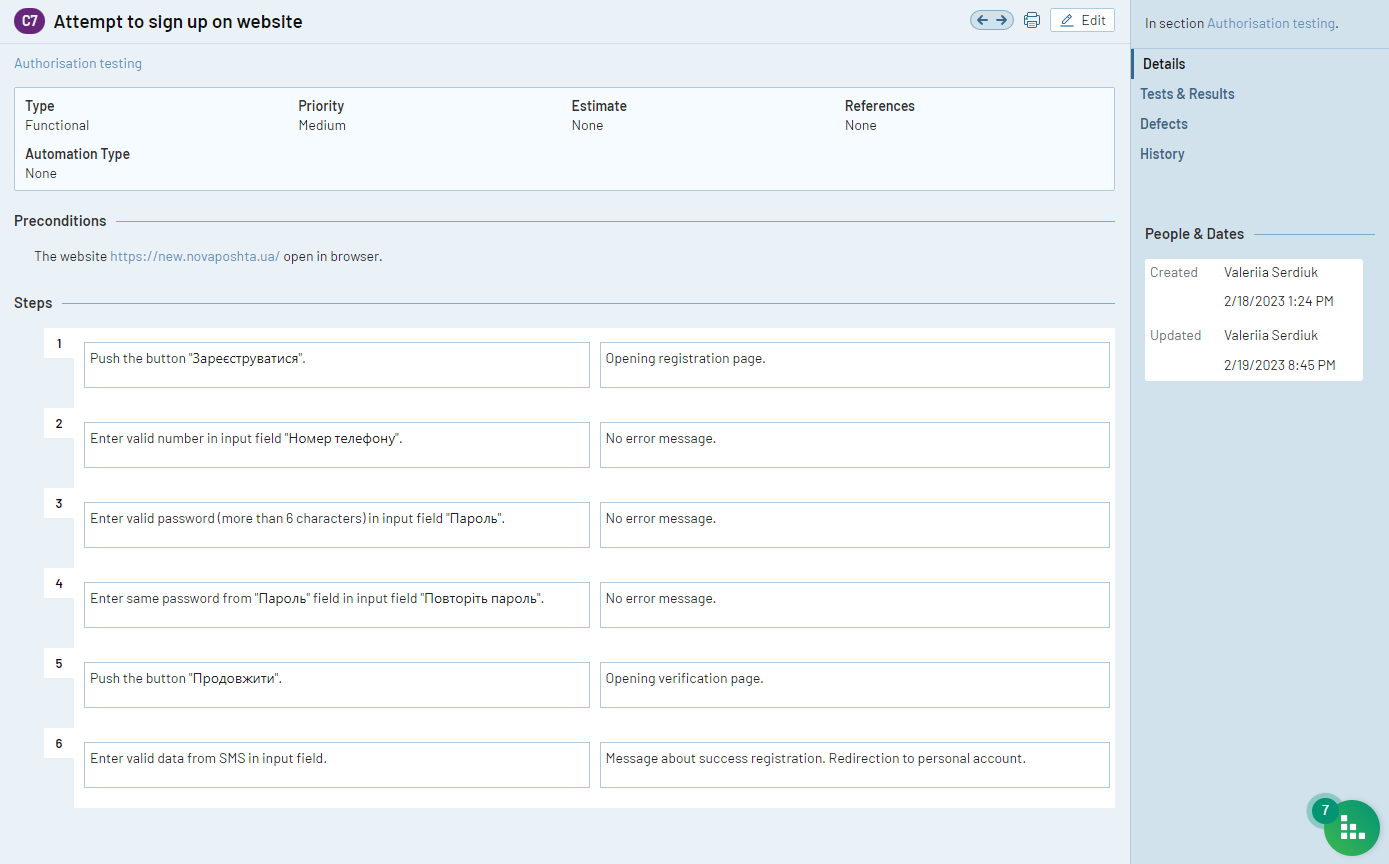 C7 Attempt to sign up on website
Edit
Authorisation testing
Type
Functional
Priority
Medium
Estimate
None
References
None
Automation Type
None
Preconditions
The website https://new.novaposhta.ua/ open in browser.
Steps
1
Push the button "Зареєструватися".
Opening registration page.
2
Enter valid number in input field "Номер телефону".
No error message.
3
Enter valid password (more than 6 characters) in input field "Пароль".
No error message.
4
Enter same password from "Пароль" field in input field "Повторіть пароль".
No error message.
5
Push the button "Продовжити".
Opening verification page.
6
Enter valid data from SMS in input field.
Message about success registration. Redirection to personal account.
In section Authorisation testing.
Details
Tests & Results
Defects
History
People & Dates
Created Valeriia Serdiuk
2/18/2023 1:24 PM
Updated Valeriia Serdiuk
2/19/2023 8:45 PM
7